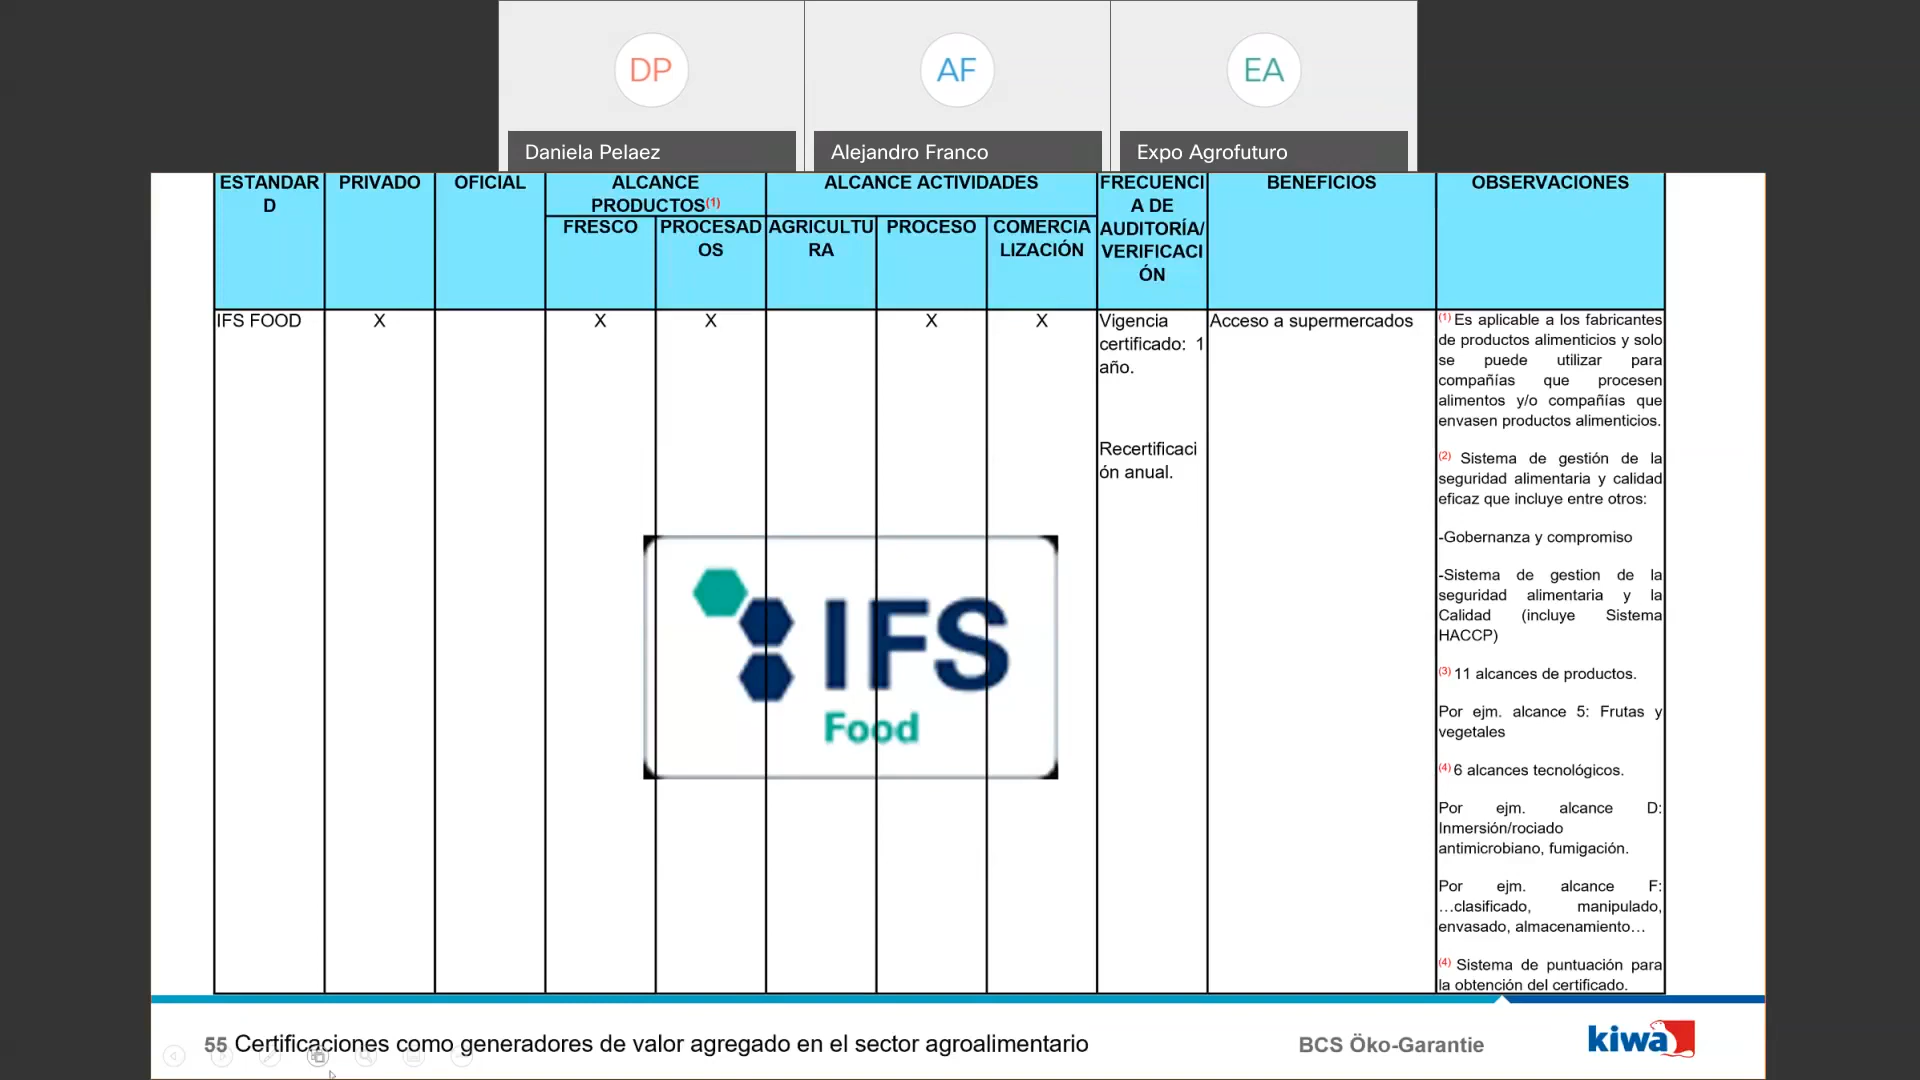 DP
AF
EA
Daniela Pelaez
Alejandro Franco
Expo Agrofuturo
ESTANDAR
D
PRIVADO
OFICIAL
ALCANCE
PRODUCTOS(1)
ALCANCE ACTIVIDADES
FRECUENCI
A DE
AUDITORÍA/
VERIFICACI
ÓN
BENEFICIOS
OBSERVACIONES
FRESCO
PROCESAD
OS
AGRICULTU
RA
PROCESO
COMERCIA
LIZACIÓN
IFS FOOD
X
X
X
X
X
Vigencia
certificado: 1
año.
Recertificaci
ón anual.
Acceso a supermercados
(1) Es aplicable a los fabricantes
de productos alimenticios y solo
se puede utilizar para
compañías que procesen
alimentos y/o compañías que
envasen productos alimenticios.
(2) Sistema de gestión de la
seguridad alimentaria y calidad
eficaz que incluye entre otros:
-Gobernanza y compromiso
-Sistema de gestion de la
seguridad alimentaria y la
Calidad (incluye Sistema
HACCP)
(3) 11 alcances de productos.
Por ejm. alcance 5: Frutas y
vegetales
(4) 6 alcances tecnológicos.
Por ejm. alcance D:
Inmersión/rociado
antimicrobiano, fumigación.
Por ejm. alcance F:
…clasificado, manipulado,
envasado, almacenamiento…
(4) Sistema de puntuación para
la obtención del certificado.
IFS
Food
55 Certificaciones como generadores de valor agregado en el sector agroalimentario
BCS Öko-Garantie
kiwa